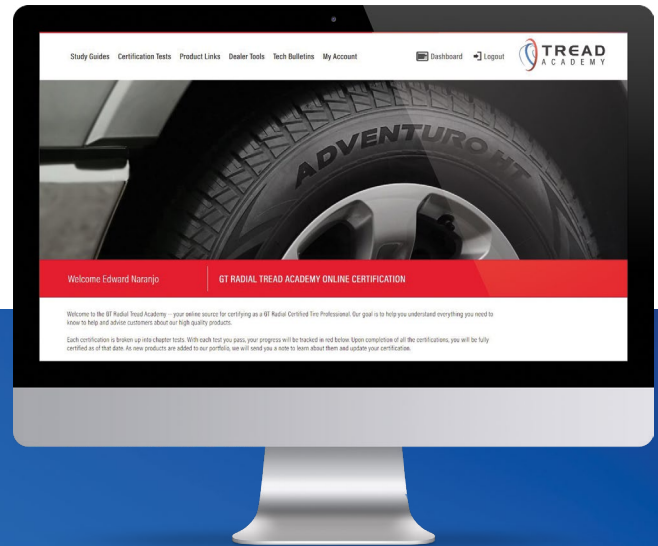 Study Guides Certification Tests Product Links Dealer Tools Tech Bulletins My Account Dashboard Logout
TREAD
ACADEMY
ADVENTURO HT
Welcome Edward Naranjo GT RADIAL TREAD ACADEMY ONLINE CERTIFICATION
Welcome to the GT Radial Tread Academy – your online source for certifying as a GT Radial Certified Tire Professional. Our goal is to help you understand everything you need to
know to help and advise customers about our high quality products.
Each certification is broken up into chapter tests. With each test you pass, your progress will be tracked in red below. Upon completion of all the certifications, you will be fully
certified as of that date. As new products are added to our portfolio, we will send you a note to learn about them and update your certification.